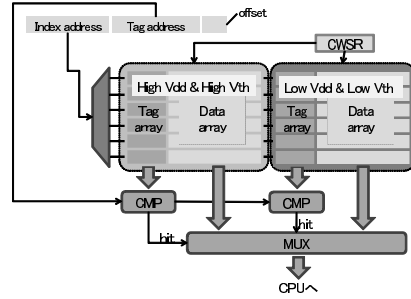 offset
Index address Tag address
CWSR
High Vdd & High Vth Low Vdd & Low Vth
Tag array Data array Tag array Data array
CMP CMP
hit hit
MUX
CPUへ